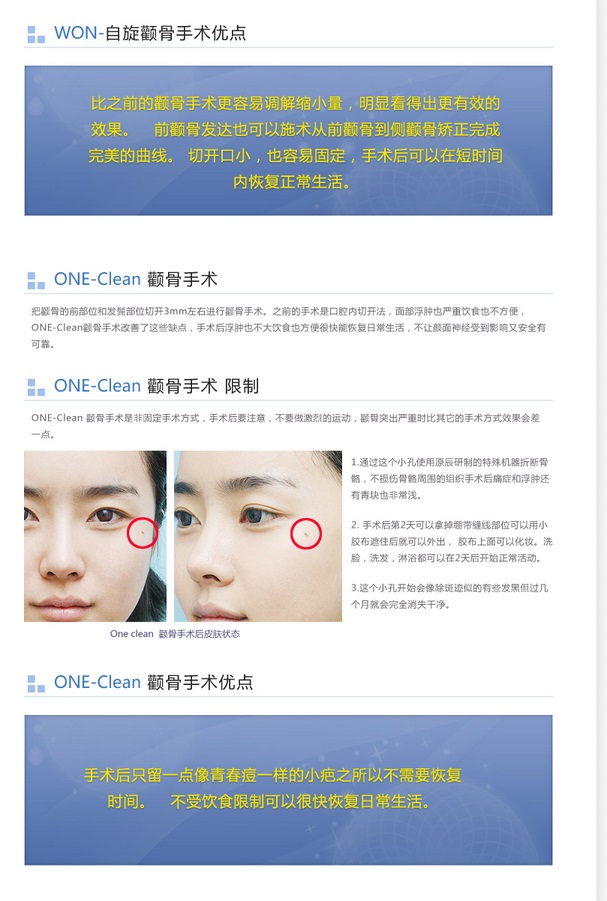 WON-自旋颧骨手术优点
比之前的颧骨手术更容易调解缩小量，明显看得出更有效的
效果。 前颧骨发达也可以施术从前颧骨到侧颧骨矫正完成
完美的曲线。 切开口小，也容易固定，手术后可以在短时间
内恢复正常生活。
ONE-Clean 颧骨手术
把颧骨的前部位和发鬓部位切开3mm左右进行颧骨手术。之前的手术是口腔内切开法，面部浮肿也严重饮食也不方便，
ONE-Clean颧骨手术改善了这些缺点，手术后浮肿也不大饮食也方便很快能恢复日常生活，不让颜面神经受到影响又安全有
可靠。
ONE-Clean 颧骨手术 限制
ONE-Clean 颧骨手术是非固定手术方式，手术后要注意，不要做激烈的运动，颧骨突出严重时比其它的手术方式效果会差
一点。
1.通过这个小孔使用原辰研制的特殊机器折断骨
骼，不损伤骨骼周围的组织手术后痛症和浮肿还
有青块也非常浅。
2. 手术后第2天可以拿掉绷带缝线部位可以用小
胶布遮住后就可以外出， 胶布上面可以化妆。洗
脸，洗发，淋浴都可以在2天后开始正常活动。
3.这个小孔开始会像除斑迹似的有些发黑但过几
个月就会完全消失干净。
One clean 颧骨手术后皮肤状态
ONE-Clean 颧骨手术优点
手术后只留一点像青春痘一样的小疤之所以不需要恢复
时间。 不受饮食限制可以很快恢复日常生活。